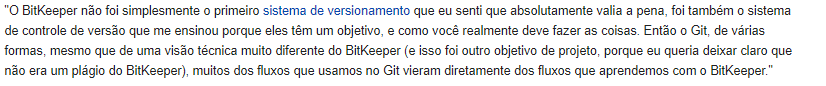 "O BitKeeper não foi simplesmente o primeiro sistema de versionamento que eu senti que absolutamente valia a pena, foi também o sistema
de controle de versão que me ensinou porque eles têm um objetivo, e como você realmente deve fazer as coisas. Então o Git, de várias
formas, mesmo que de uma visão técnica muito diferente do BitKeeper (e isso foi outro objetivo de projeto, porque eu queria deixar claro que
não era um plágio do BitKeeper), muitos dos fluxos que usamos no Git vieram diretamente dos fluxos que aprendemos com o BitKeeper."